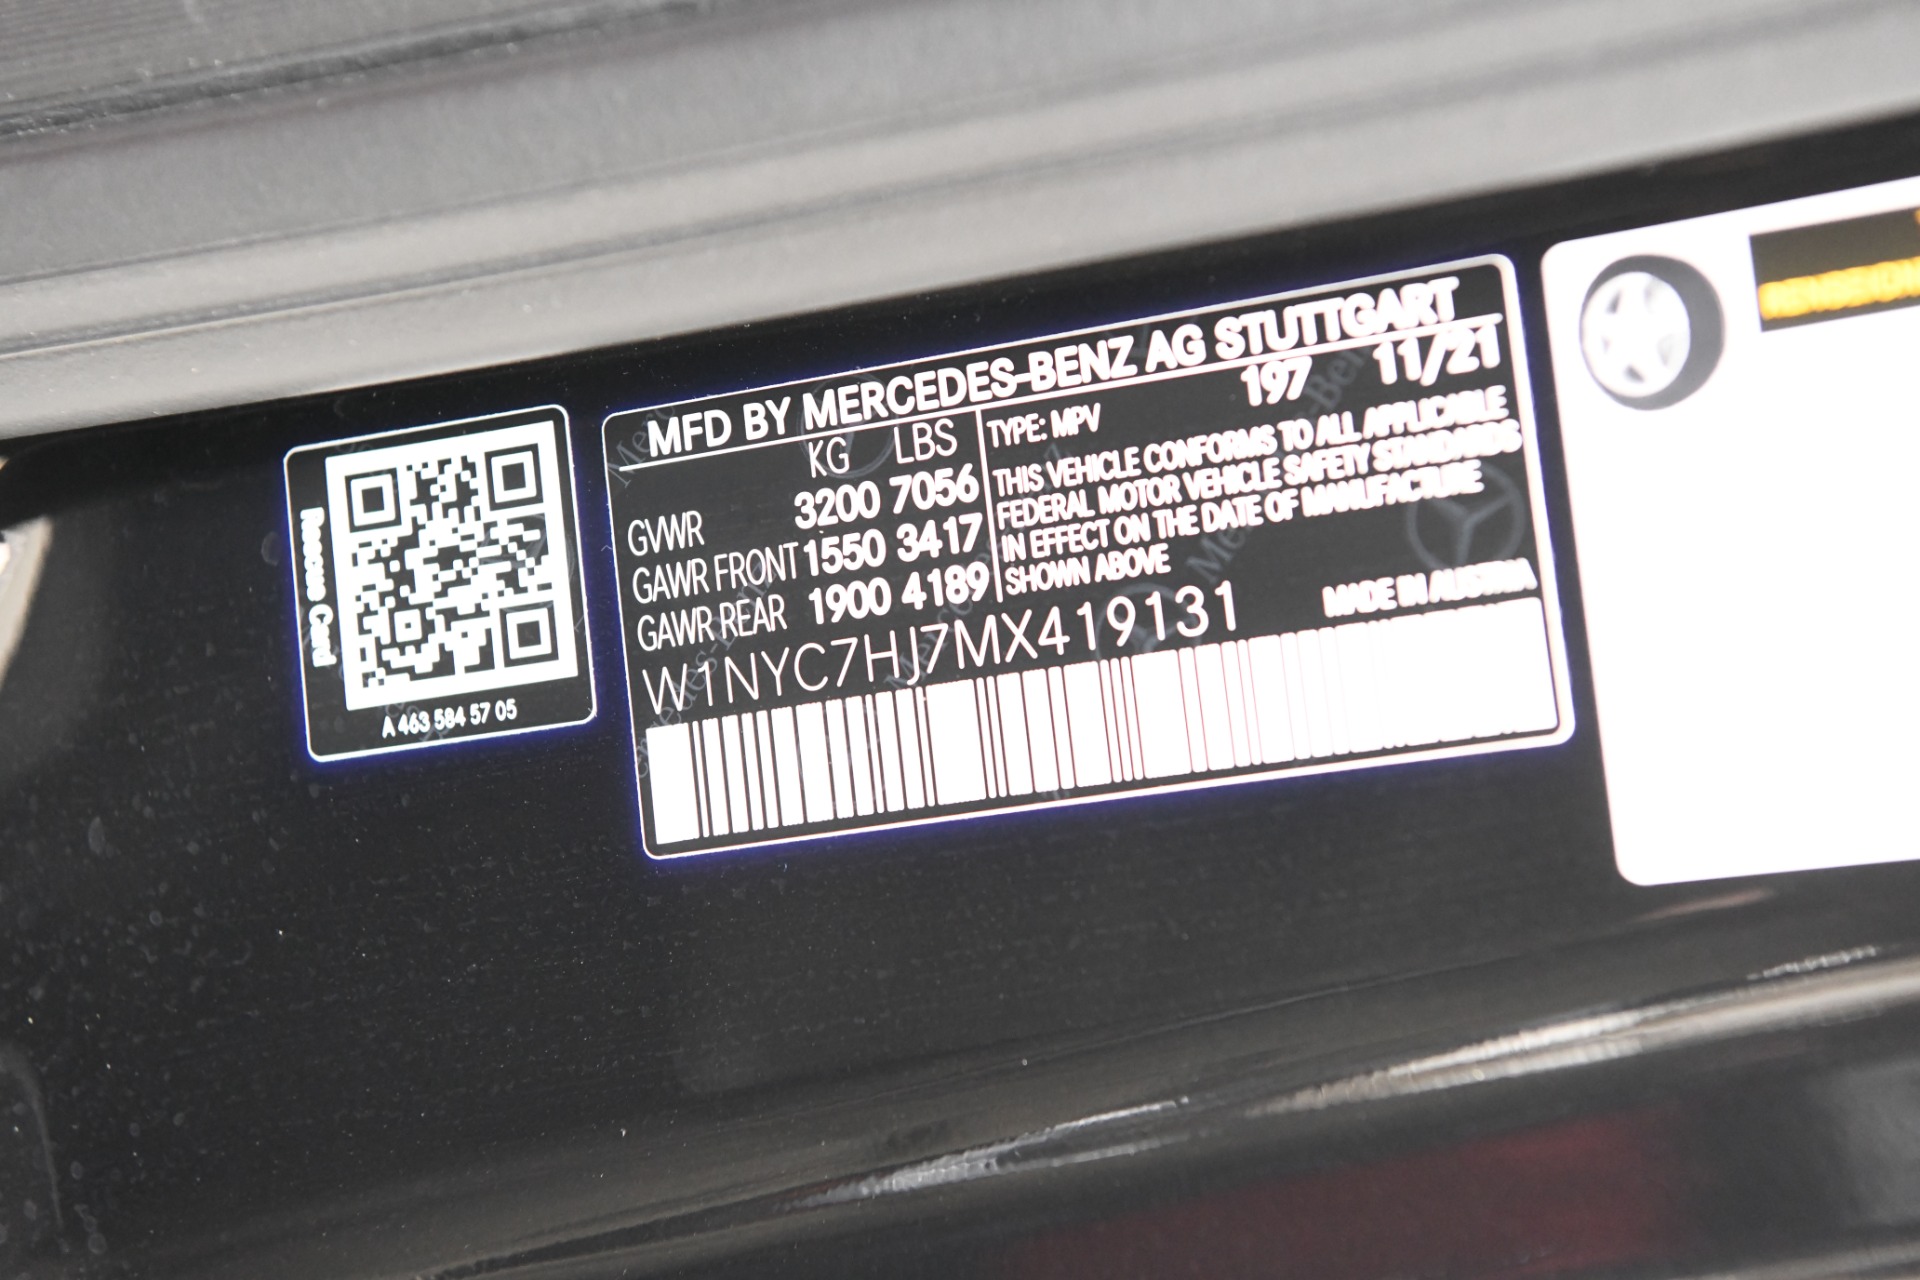 Rescue Card
A 463 584 57 05
MFD BY MERCEDES-BENZ AG STUTTGART
KG LBS
GVWR 3200 7056
GAWR FRONT 1550 3417
GAWR REAR 1900 4189
197 11/21
TYPE: MPV
THIS VEHICLE CONFORMS TO ALL APPLICABLE
FEDERAL MOTOR VEHICLE SAFETY STANDARDS
IN EFFECT ON THE DATE OF MANUFACTURE
SHOWN ABOVE
W1NYC7HJ7MX419131
MADE IN AUSTRIA